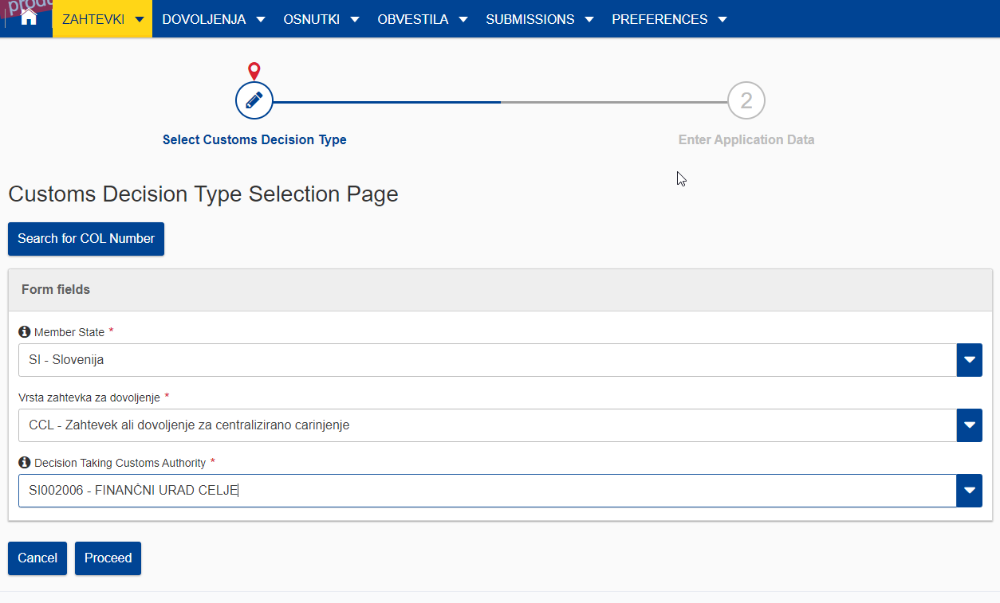 ZAHTEVKI DOVOLJENJA OSNUTKI OBVESTILA SUBMISSIONS PREFERENCES
2
Select Customs Decision Type Enter Application Data
Customs Decision Type Selection Page
Search for COL Number
Form fields
Member State *
SI - Slovenija
Vrsta zahtevka za dovoljenje *
CCL - Zahtevek ali dovoljenje za centralizirano carinjenje
Decision Taking Customs Authority *
SI002006 - FINANČNI URAD CELJE
Cancel Proceed